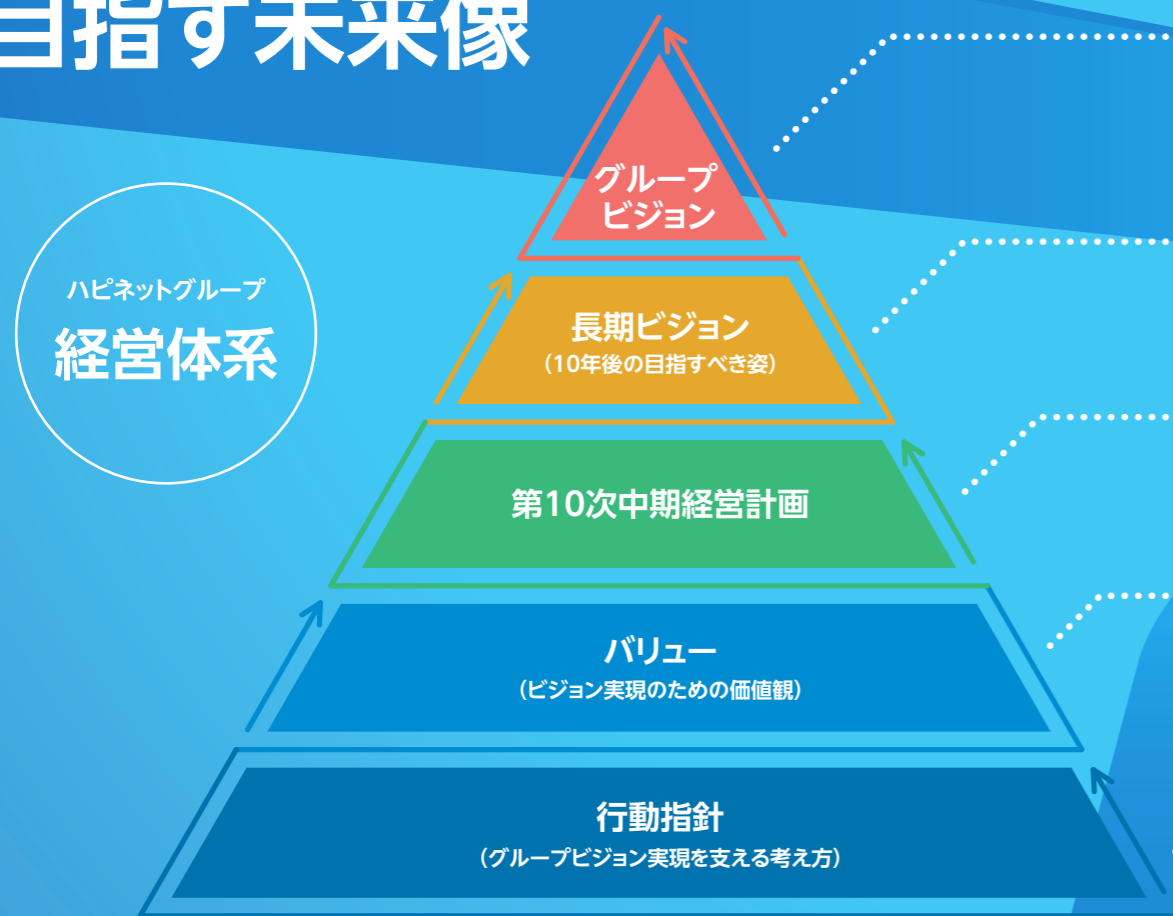 目指す未来像
ハピネットグループ
経営体系
グループ
ビジョン
長期ビジョン
（10年後の目指すべき姿）
第10次中期経営計画
バリュー
（ビジョン実現のための価値観）
行動指針
（グループビジョン実現を支える考え方）